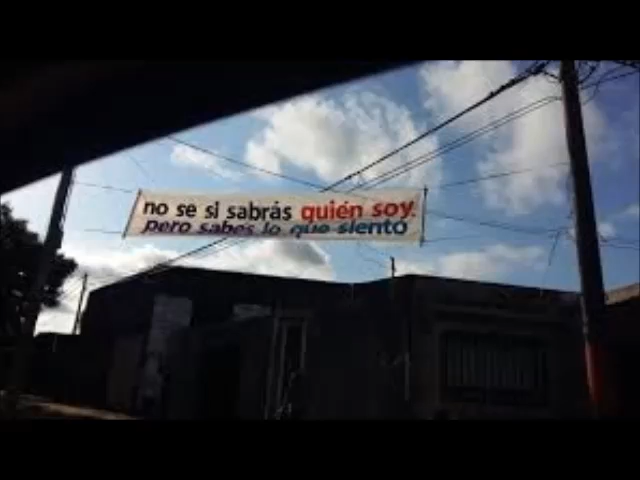 no se si sabrás quién soy.
pero sabes lo que siento